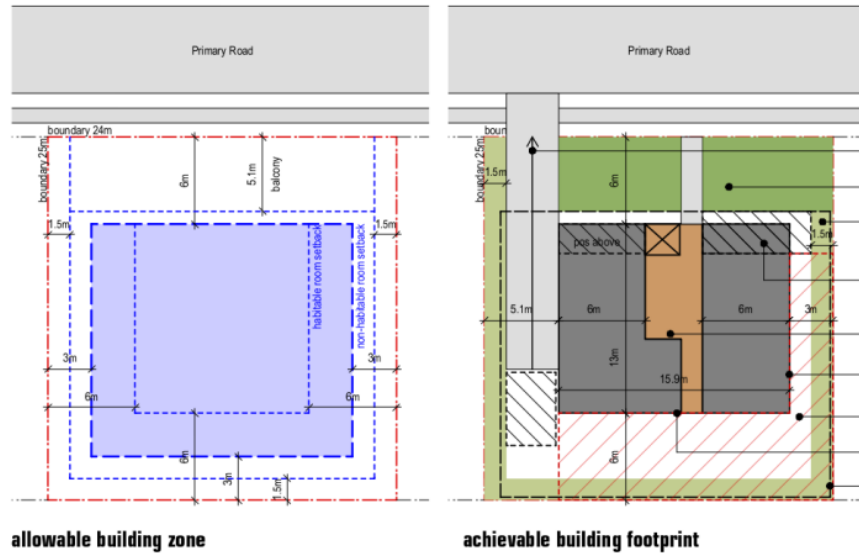 Primary Road
boundary 24m
boundary 25m
6m
5.1m
balcony
1.5m
1.5m
habitable room setback
non-habitable room setback
3m
3m
6m
6m
6m
3m
1.5m
allowable building zone
Primary Road
boun
boundary 25m
1.5m
6m
1.5m
pos above
5.1m
6m
6m
3m
13m
15.9m
6m
achievable building footprint